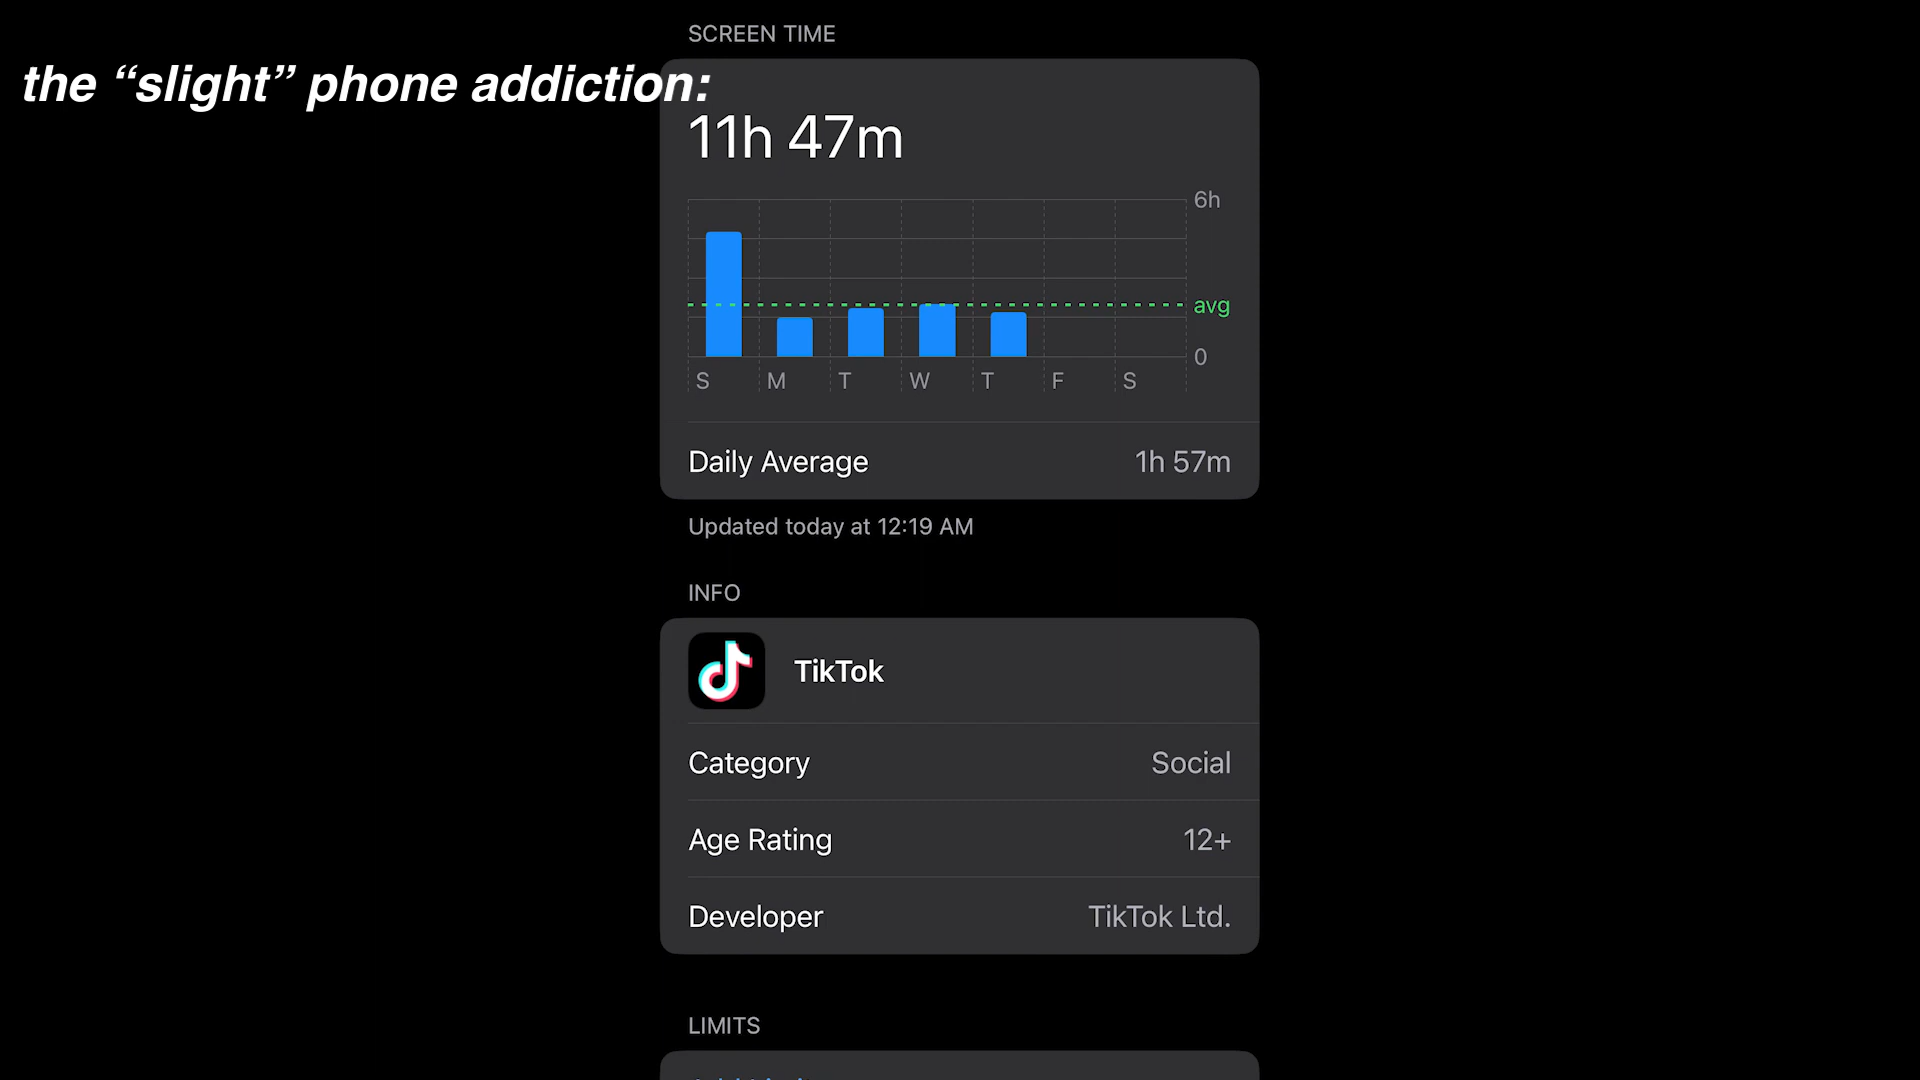 SCREEN TIME
the “slight” phone addiction:
11h 47m
6h
avg
0
S M T W T F S
Daily Average 1h 57m
Updated today at 12:19 AM
INFO
TikTok
Category Social
Age Rating 12+
Developer TikTok Ltd.
LIMITS